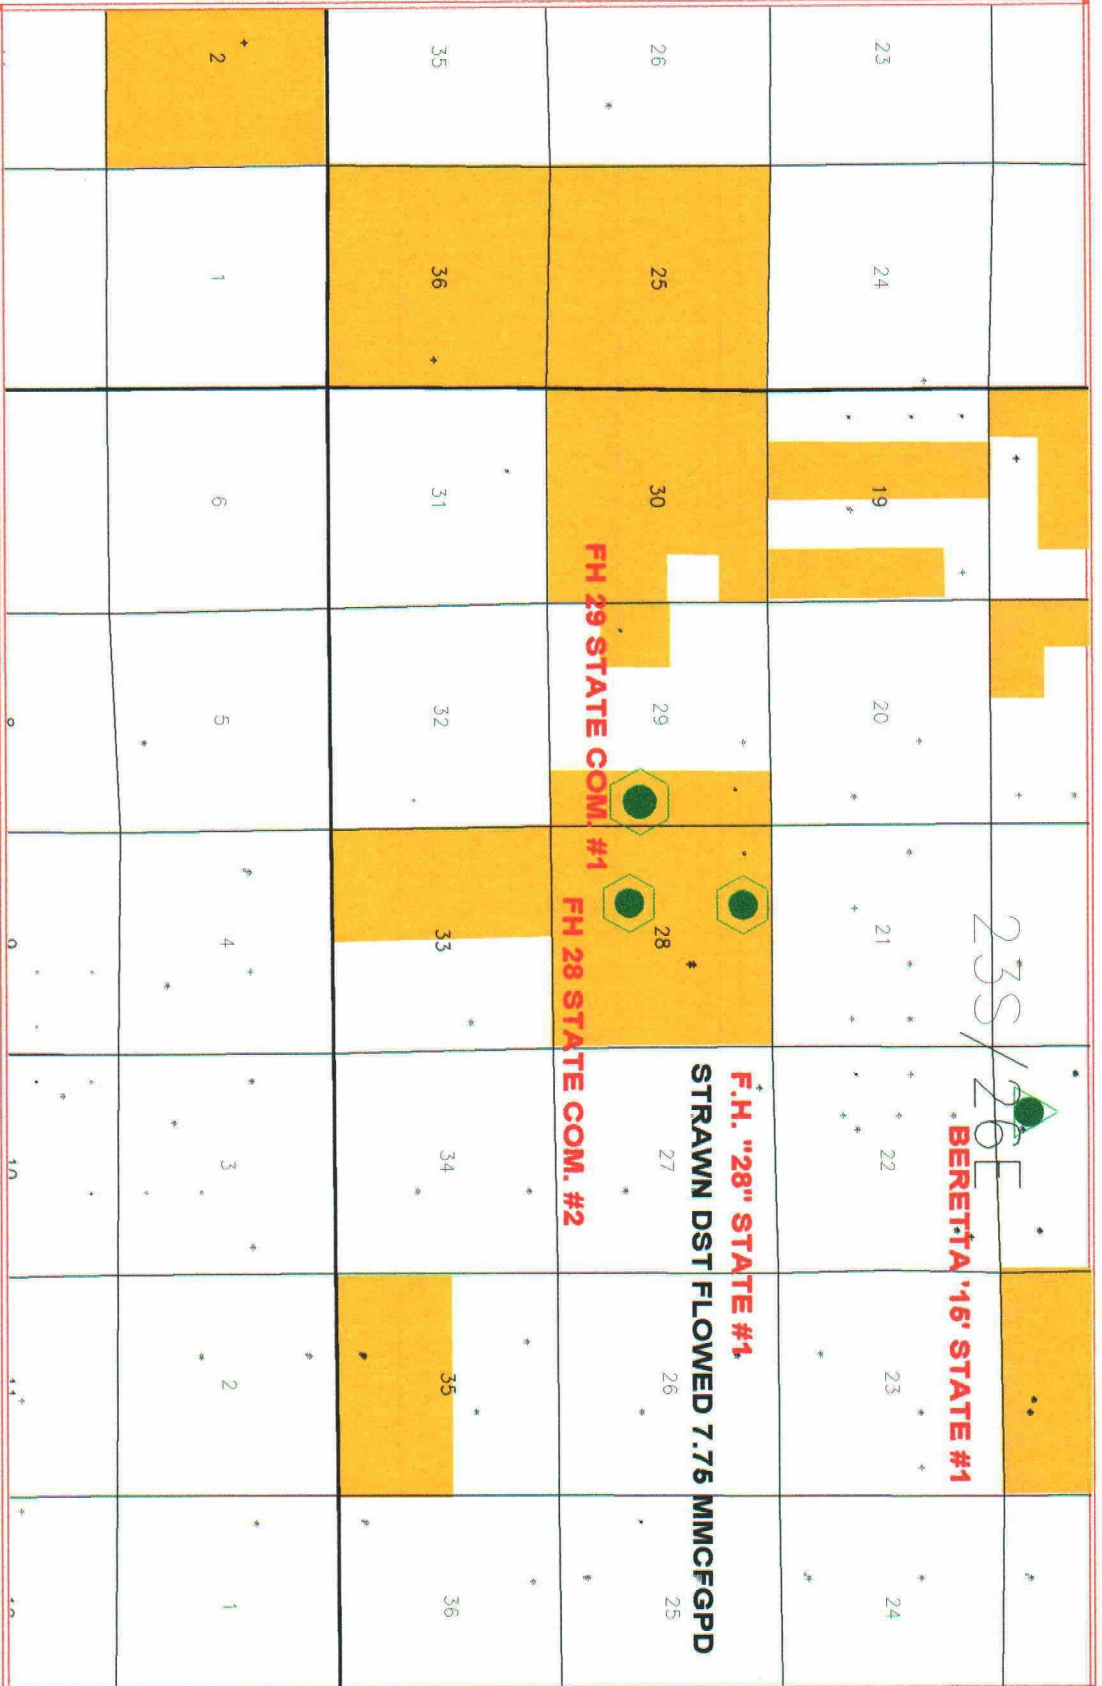 23S/26E
BERETTA '15' STATE #1
23 24 19 20 21 22 23 24
F.H. "28" STATE #1
STRAWN DST FLOWED 7.75 MMCFGPD
26 25 30 29 28 27 26 25
FH 29 STATE COM. #1
FH 28 STATE COM. #2
35 36 31 32 33 34 35 36
2 1 6 5 4 3 2 1